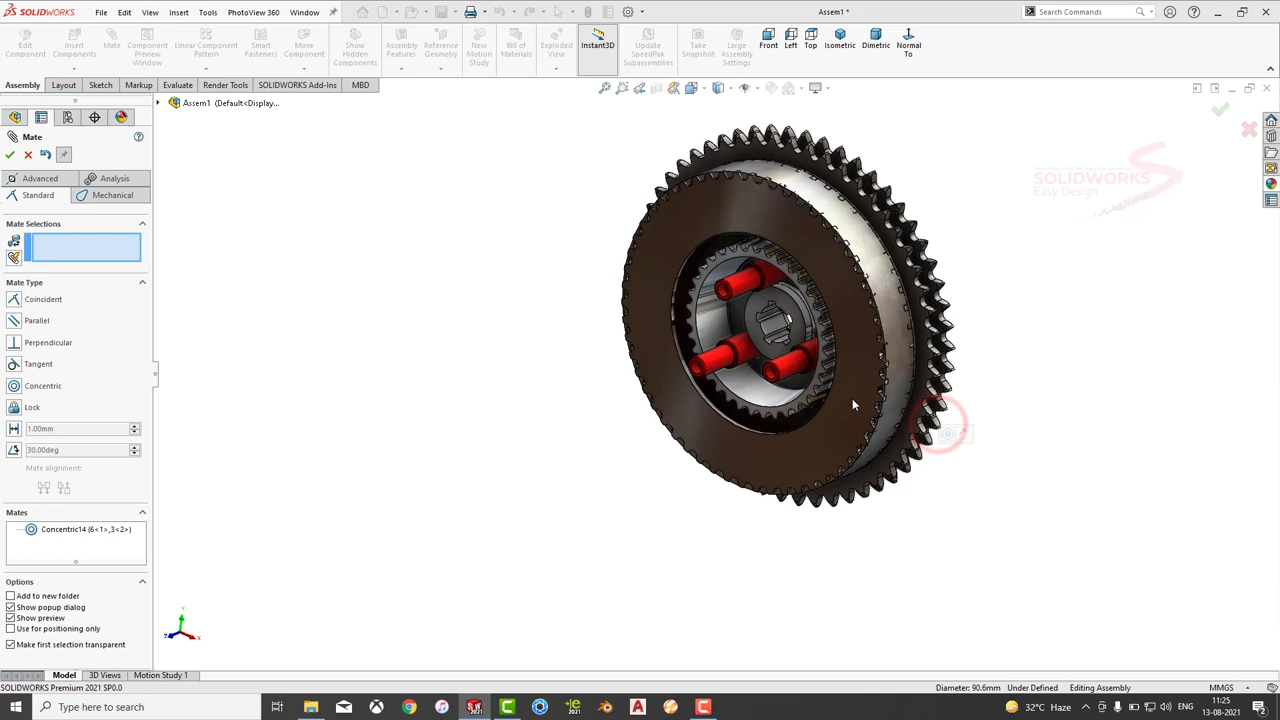 SOLIDWORKS
File
Edit
View
Insert
Tools
PhotoView 360
Window
Assem1 *
Search Commands
Edit Component
Insert Components
Mate
Component Preview Window
Linear Component Pattern
Smart Fasteners
Move Component
Show Hidden Components
Assembly Features
Reference Geometry
New Motion Study
Bill of Materials
Exploded View
Instant3D
Update SpeedPak Subassemblies
Take Snapshot
Large Assembly Settings
Front
Left
Top
Isometric
Dimetric
Normal To
Assembly
Layout
Sketch
Markup
Evaluate
Render Tools
SOLIDWORKS Add-Ins
MBD
Assem1 (Default<Display...
Mate
Advanced
Analysis
Standard
Mechanical
Mate Selections
Mate Type
Coincident
Parallel
Perpendicular
Tangent
Concentric
Lock
1.00mm
30.00deg
Mate alignment:
Mates
Concentric14 (6<1>,3<2>)
Options
Add to new folder
Show popup dialog
Show preview
Use for positioning only
Make first selection transparent
SOLIDWORKS
Easy Design
Model
3D Views
Motion Study 1
SOLIDWORKS Premium 2021 SP0.0
Diameter: 90.6mm
Under Defined
Editing Assembly
MMGS
Type here to search
32°C Haze
ENG
11:25
13-08-2021